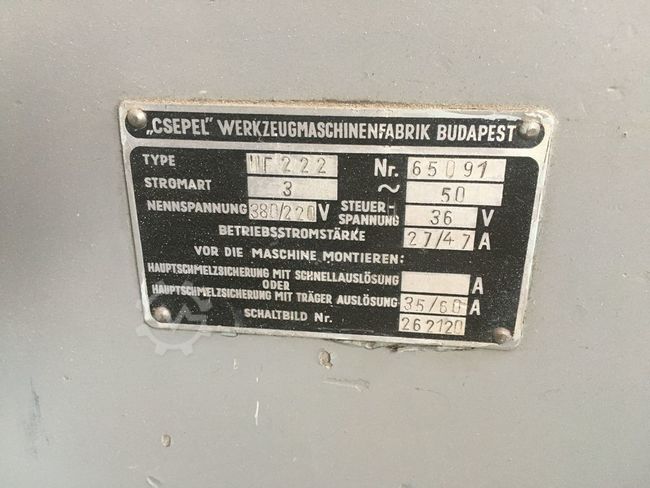 „CSEPEL" WERKZEUGMASCHINENFABRIK BUDAPEST
TYPE 222 Nr. 65091
STROMART 3 ~ 50
NENNSPANNUNG 380/220 V STEUER-SPANNUNG 36 V
BETRIEBSSTROMSTÄRKE 27/47 A
VOR DIE MASCHINE MONTIEREN:
HAUPTSCHMELZSICHERUNG MIT SCHNELLAUSLÖSUNG A
ODER
HAUPTSCHMELZSICHERUNG MIT TRÄGER AUSLÖSUNG 35/60 A
SCHALTBILD Nr. 262120